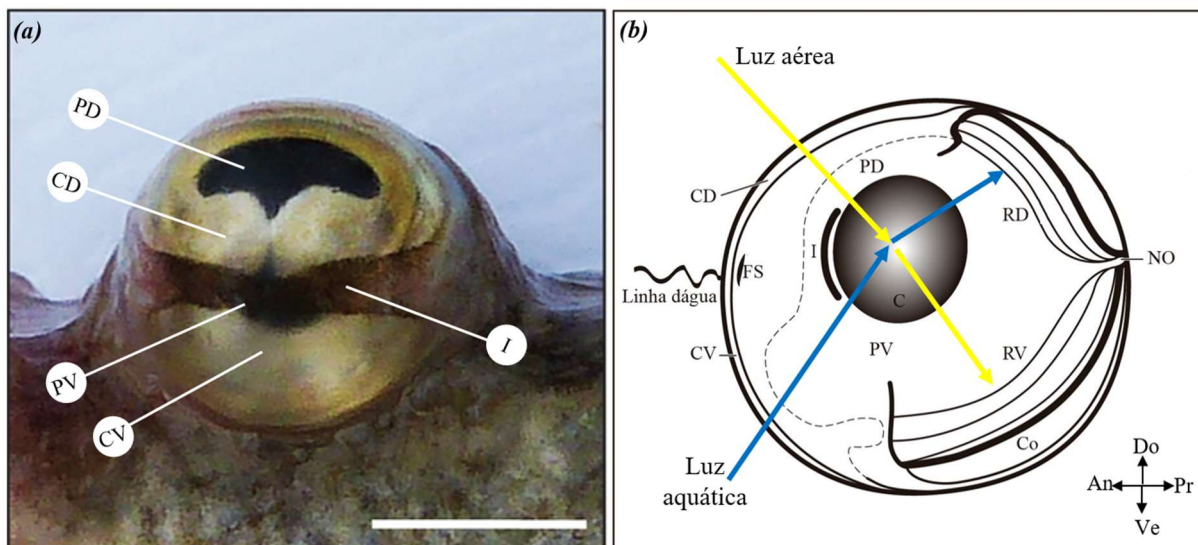 (a)
PD
CD
PV
CV
I
(b)
Luz aérea
PD
CD
RD
I
FS
NO
Linha dágua
C
CV
PV
RV
Co
Luz
aquática
Do
An
Pr
Ve